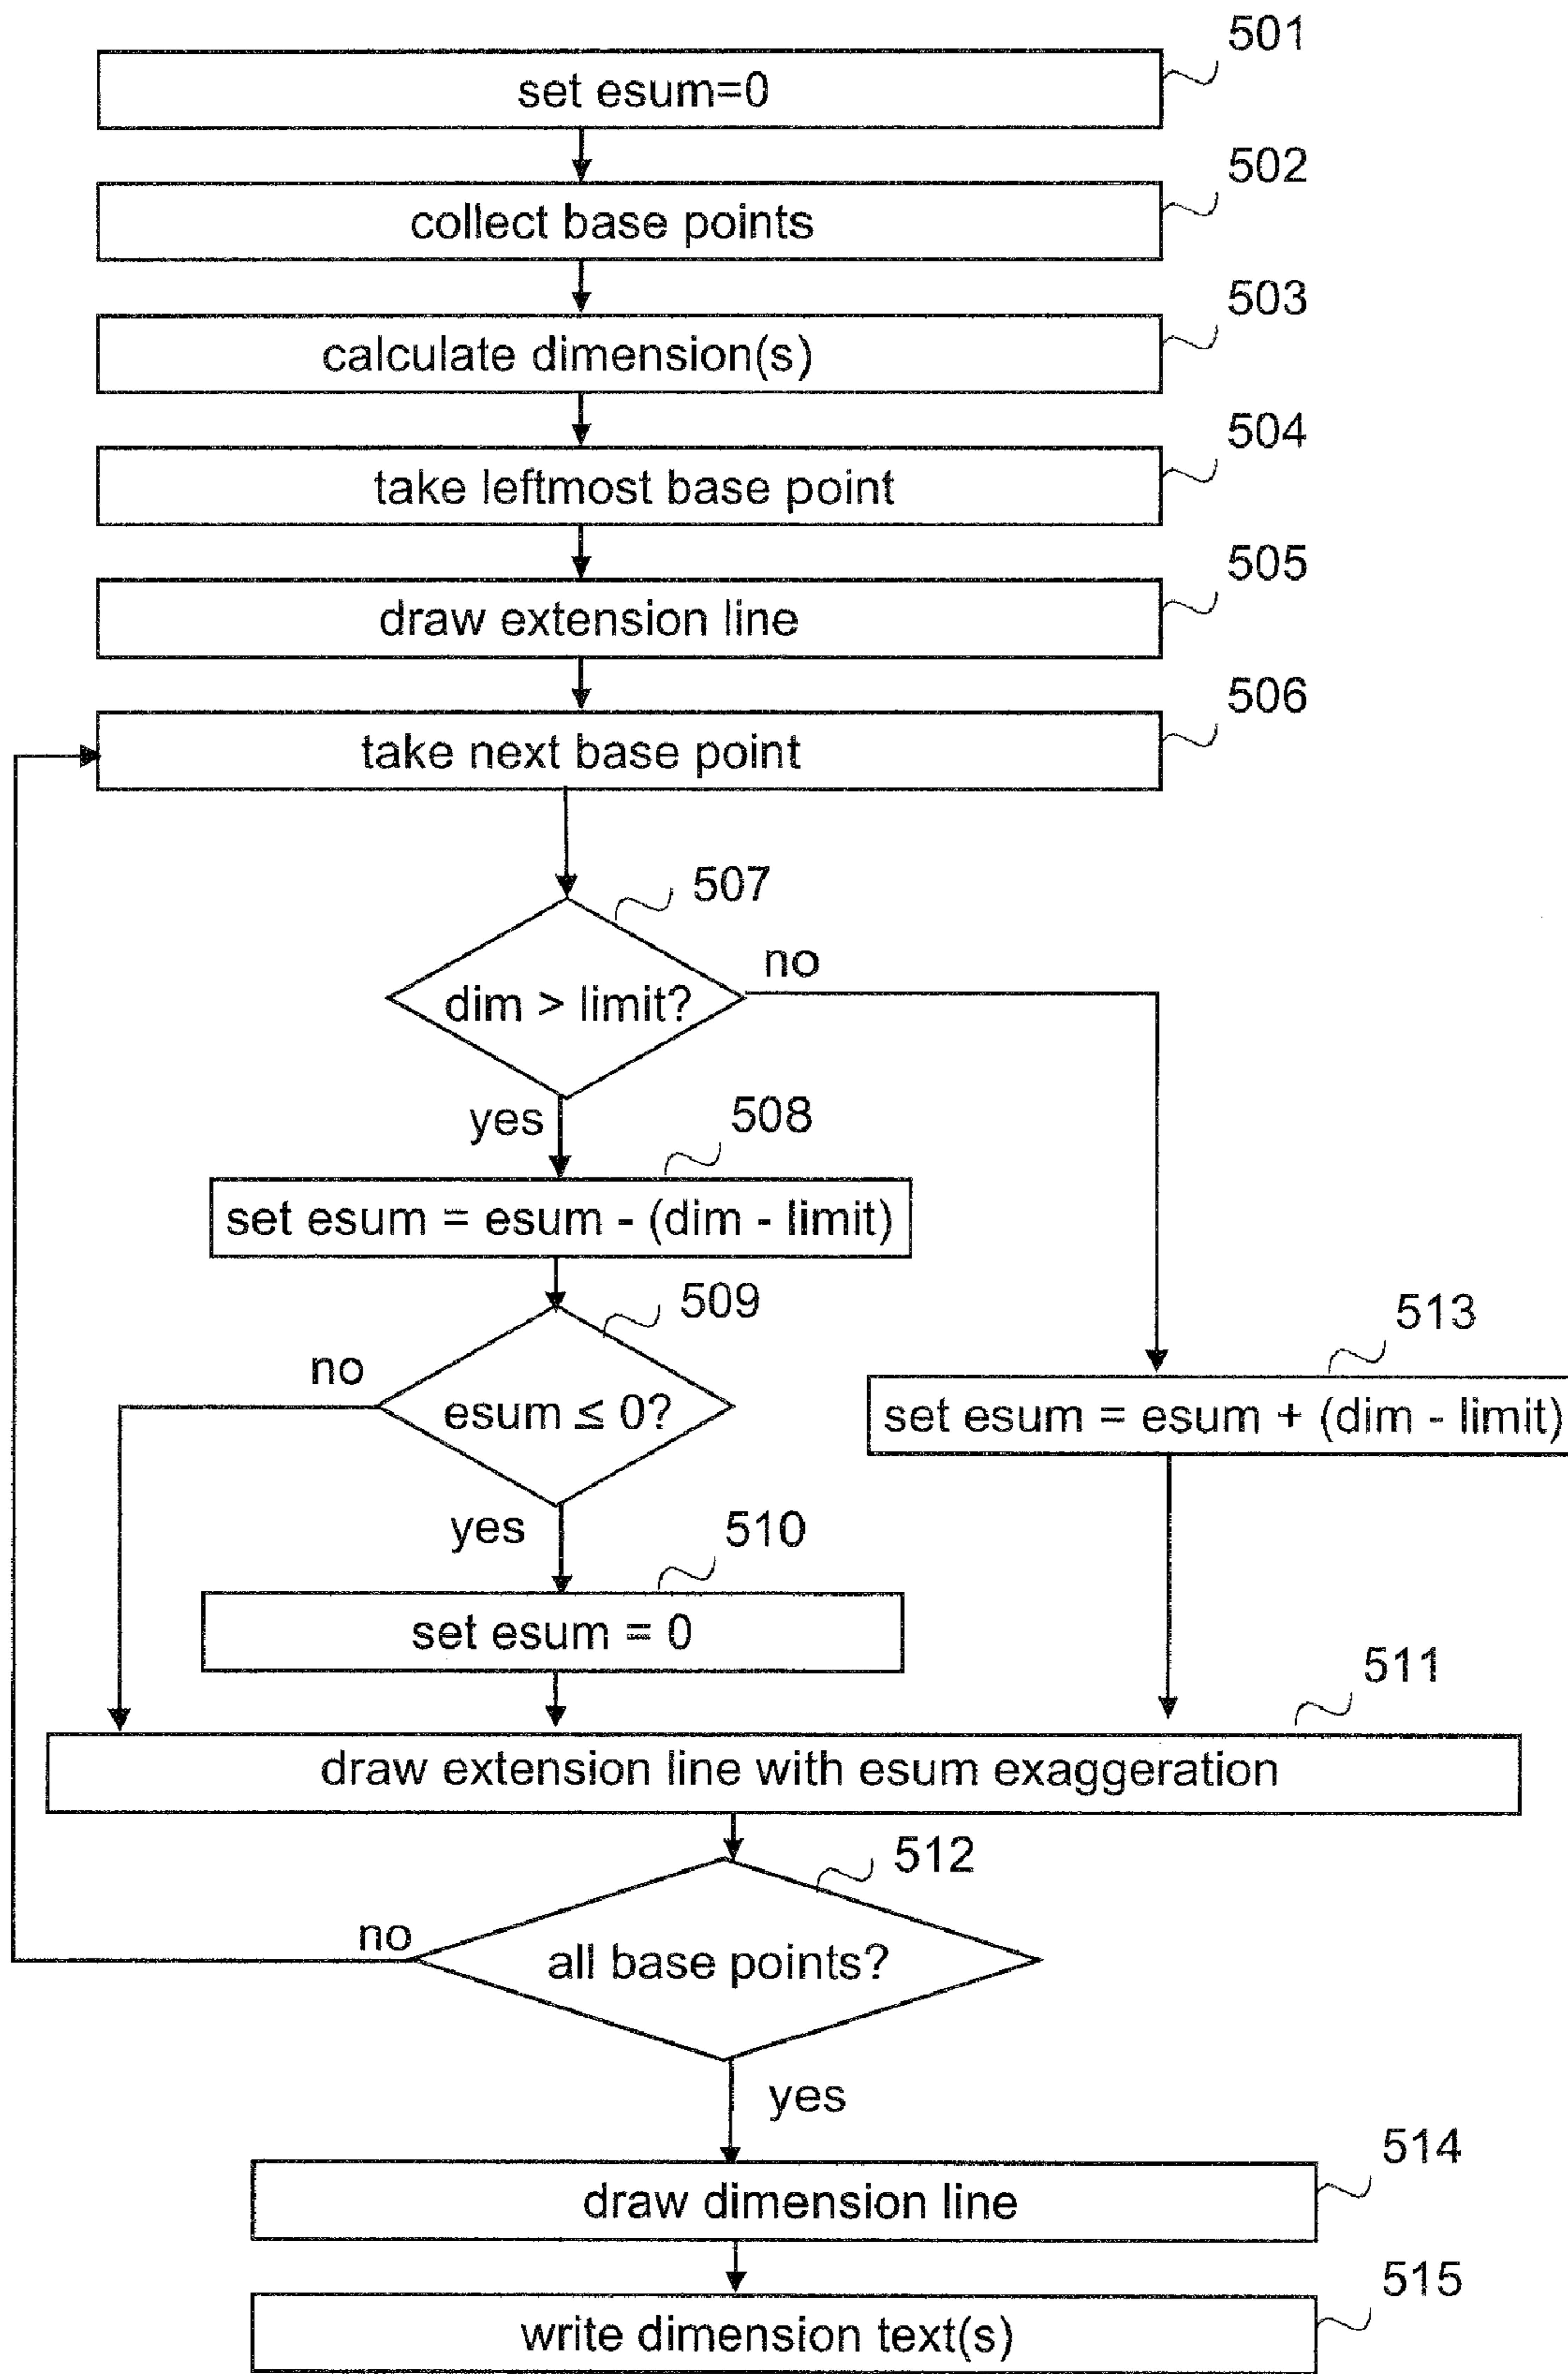 501
set esum=0
502
collect base points
503
calculate dimension(s)
504
take leftmost base point
505
draw extension line
506
take next base point
507
dim > limit?
no
yes
508
set esum = esum - (dim - limit)
509
no
esum ≤ 0?
513
set esum = esum + (dim - limit)
yes
510
set esum = 0
511
draw extension line with esum exaggeration
512
no
all base points?
yes
514
draw dimension line
515
write dimension text(s)